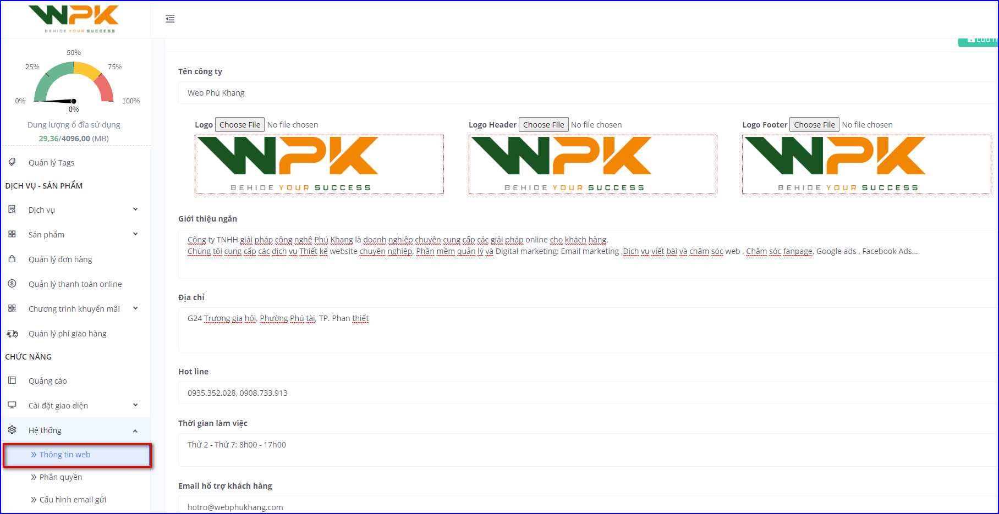 WPK
BEHIDE YOUR SUCCESS
50%
25%
75%
0%
100%
0%
Dung lượng ổ đĩa sử dụng
29,36/4096,00 (MB)
Quản lý Tags
DỊCH VỤ - SẢN PHẨM
Dịch vụ
Sản phẩm
Quản lý đơn hàng
Quản lý thanh toán online
Chương trình khuyến mãi
Quản lý phí giao hàng
CHỨC NĂNG
Quảng cáo
Cài đặt giao diện
Hệ thống
Thông tin web
Phân quyền
Cấu hình email gửi
Tên công ty
Web Phú Khang
Logo Choose File No file chosen
WPK
BEHIDE YOUR SUCCESS
Logo Header Choose File No file chosen
WPK
BEHIDE YOUR SUCCESS
Logo Footer Choose File No file chosen
WPK
BEHIDE YOUR SUCCESS
Giới thiệu ngắn
Công ty TNHH giải pháp công nghệ Phú Khang là doanh nghiệp chuyên cung cấp các giải pháp online cho khách hàng.
Chúng tôi cung cấp các dịch vụ Thiết kế website chuyên nghiệp, Phần mềm quản lý và Digital marketing: Email marketing ,Dịch vụ viết bài và chăm sóc web , Chăm sóc fanpage, Google ads , Facebook Ads...
Địa chỉ
G24 Trương gia hội, Phường Phú tài, TP. Phan thiết
Hot line
0935.352.028, 0908.733.913
Thời gian làm việc
Thứ 2 - Thứ 7: 8h00 - 17h00
Email hổ trợ khách hàng
hotro@webphukhang.com